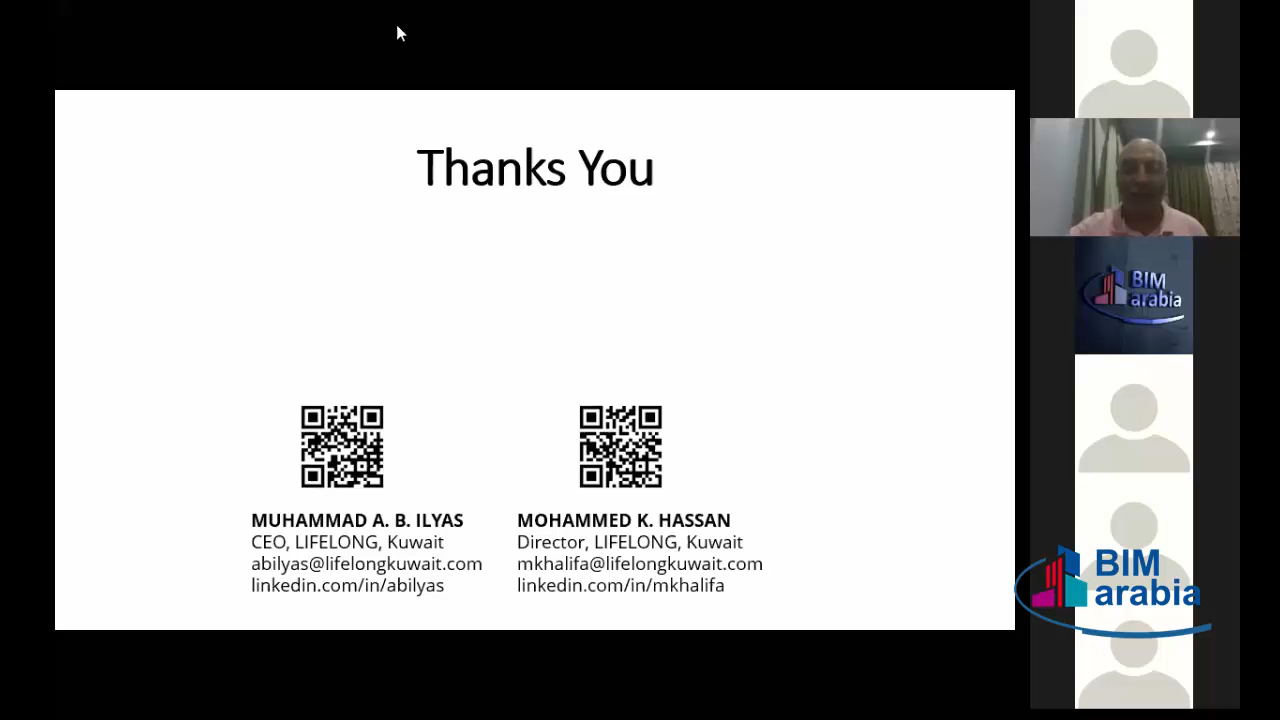 Thanks You
MUHAMMAD A. B. ILYAS
CEO, LIFELONG, Kuwait
abilyas@lifelongkuwait.com
linkedin.com/in/abilyas
MOHAMMED K. HASSAN
Director, LIFELONG, Kuwait
mkhalifa@lifelongkuwait.com
linkedin.com/in/mkhalifa
BIM
arabia
BIM
arabia